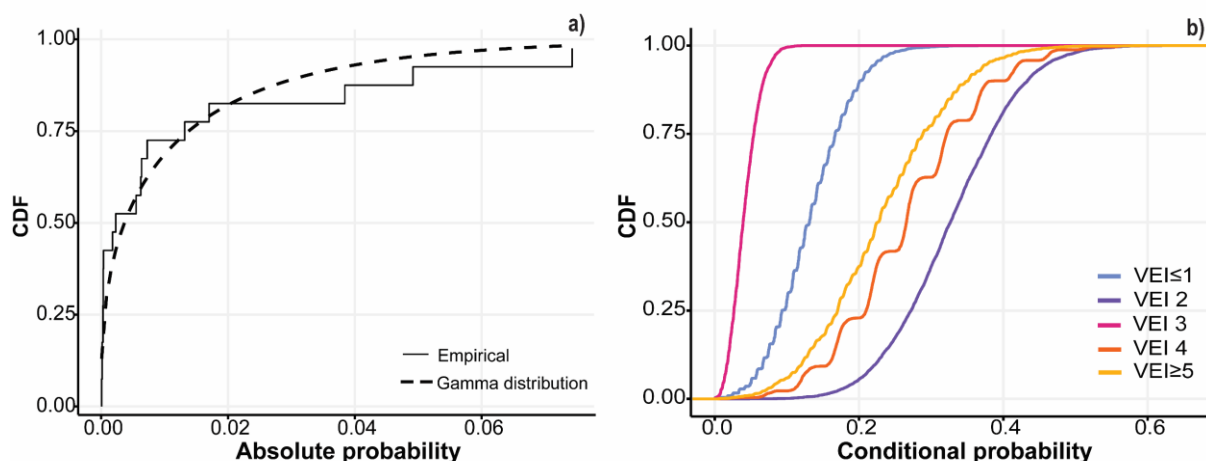 a)
1.00
0.75
0.50
0.25
0.00
CDF
Empirical
Gamma distribution
0.00 0.02 0.04 0.06
Absolute probability
b)
1.00
0.75
0.50
0.25
0.00
CDF
VEI≤1
VEI 2
VEI 3
VEI 4
VEI≥5
0.0 0.2 0.4 0.6
Conditional probability